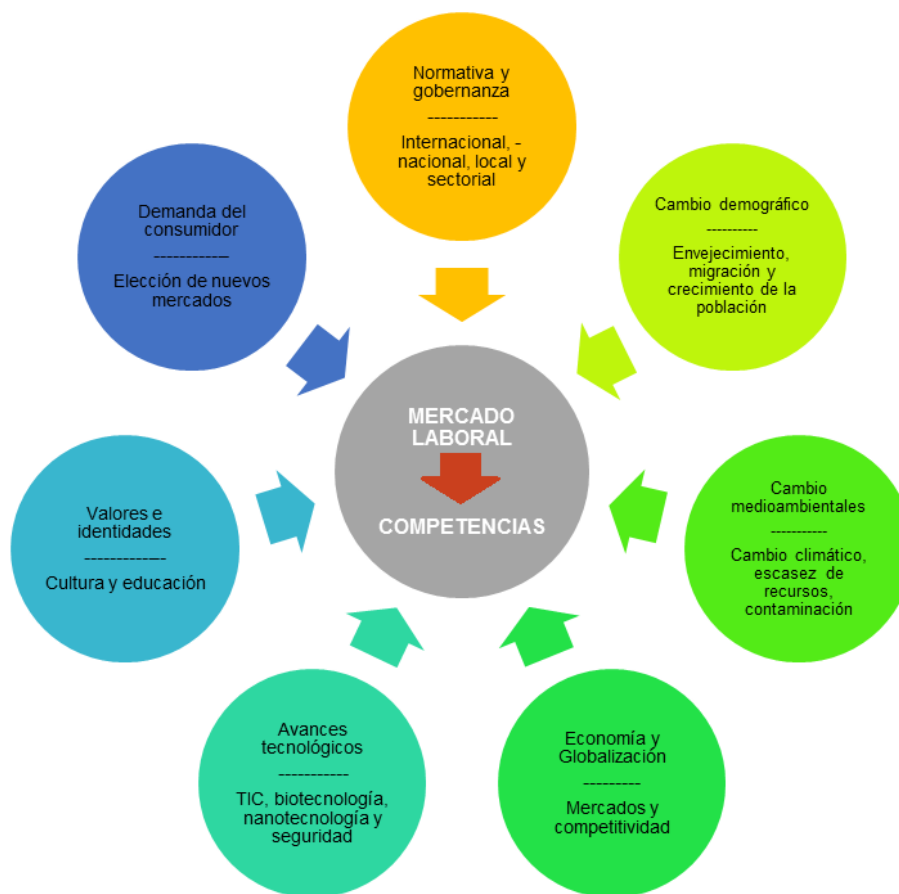 Normativa y
gobernanza
-----------
Internacional, -
nacional, local y
sectorial
Cambio demográfico
----------
Envejecimiento,
migración y
crecimiento de la
población
Cambio
medioambientales
-----------
Cambio climático,
escasez de
recursos,
contaminación
Economía y
Globalización
---------
Mercados y
competitividad
Avances
tecnológicos
-----------
TIC, biotecnología,
nanotecnología y
seguridad
Valores e
identidades
-------------
Cultura y educación
Demanda del
consumidor
------------
Elección de nuevos
mercados
MERCADO
LABORAL
COMPETENCIAS